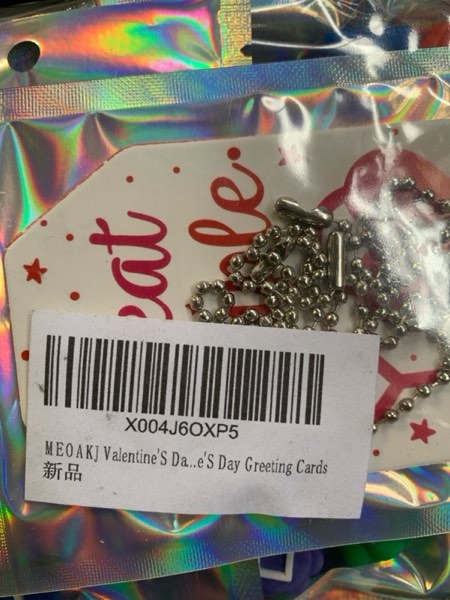 X004J6OXP5
MEOAKJ Valentine'S Da...e'S Day Greeting Cards
新品